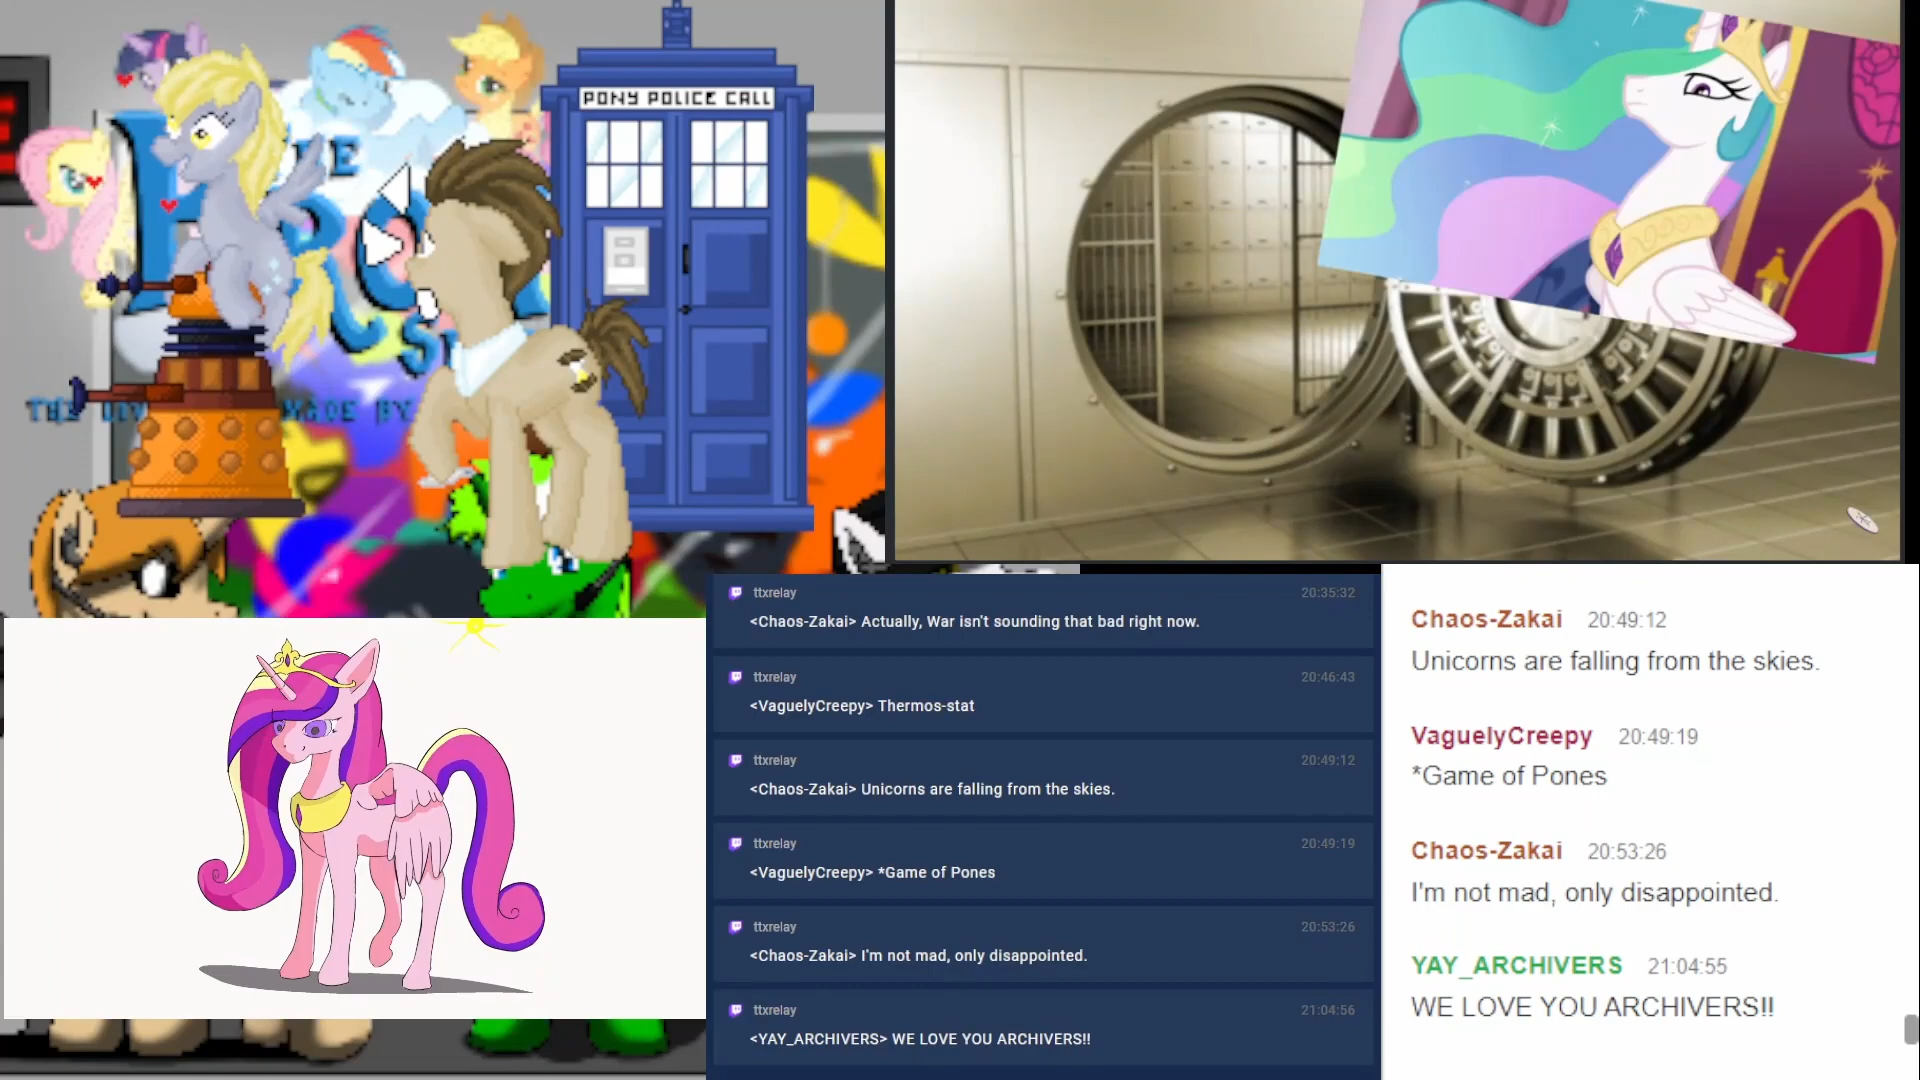 PONY POLICE CALL
THE
MADE BY
ttxrelay 20:35:32
<Chaos-Zakai> Actually, War isn't sounding that bad right now.
ttxrelay 20:46:43
<VaguelyCreepy> Thermos-stat
ttxrelay 20:49:12
<Chaos-Zakai> Unicorns are falling from the skies.
ttxrelay 20:49:19
<VaguelyCreepy> *Game of Pones
ttxrelay 20:53:26
<Chaos-Zakai> I'm not mad, only disappointed.
ttxrelay 21:04:56
<YAY_ARCHIVERS> WE LOVE YOU ARCHIVERS!!
Chaos-Zakai 20:49:12
Unicorns are falling from the skies.
VaguelyCreepy 20:49:19
*Game of Pones
Chaos-Zakai 20:53:26
I'm not mad, only disappointed.
YAY_ARCHIVERS 21:04:55
WE LOVE YOU ARCHIVERS!!